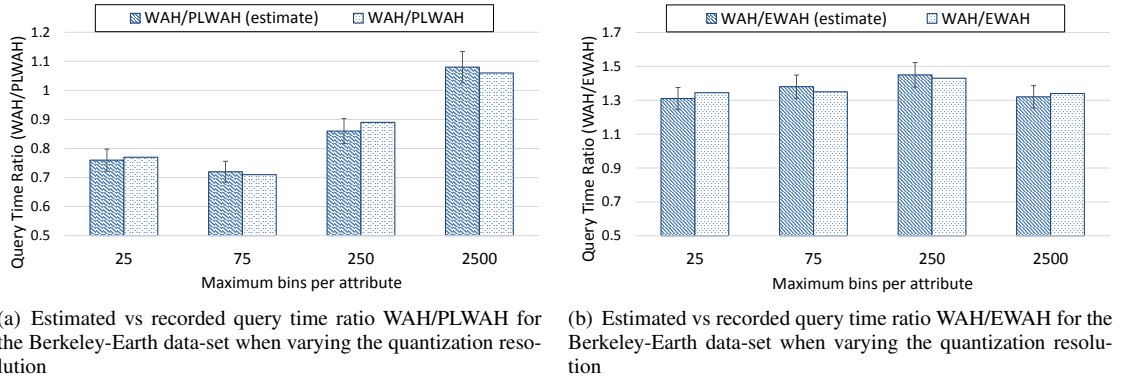 WAH/PLWAH (estimate) WAH/PLWAH
Query Time Ratio (WAH/PLWAH)
1.2
1.1
1
0.9
0.8
0.7
0.6
0.5
25 75 250 2500
Maximum bins per attribute
(a) Estimated vs recorded query time ratio WAH/PLWAH for
the Berkeley-Earth data-set when varying the quantization reso-
lution
WAH/EWAH (estimate) WAH/EWAH
Query Time Ratio (WAH/EWAH)
1.7
1.5
1.3
1.1
0.9
0.7
0.5
25 75 250 2500
Maximum bins per attribute
(b) Estimated vs recorded query time ratio WAH/EWAH for the
Berkeley-Earth data-set when varying the quantization resolu-
tion